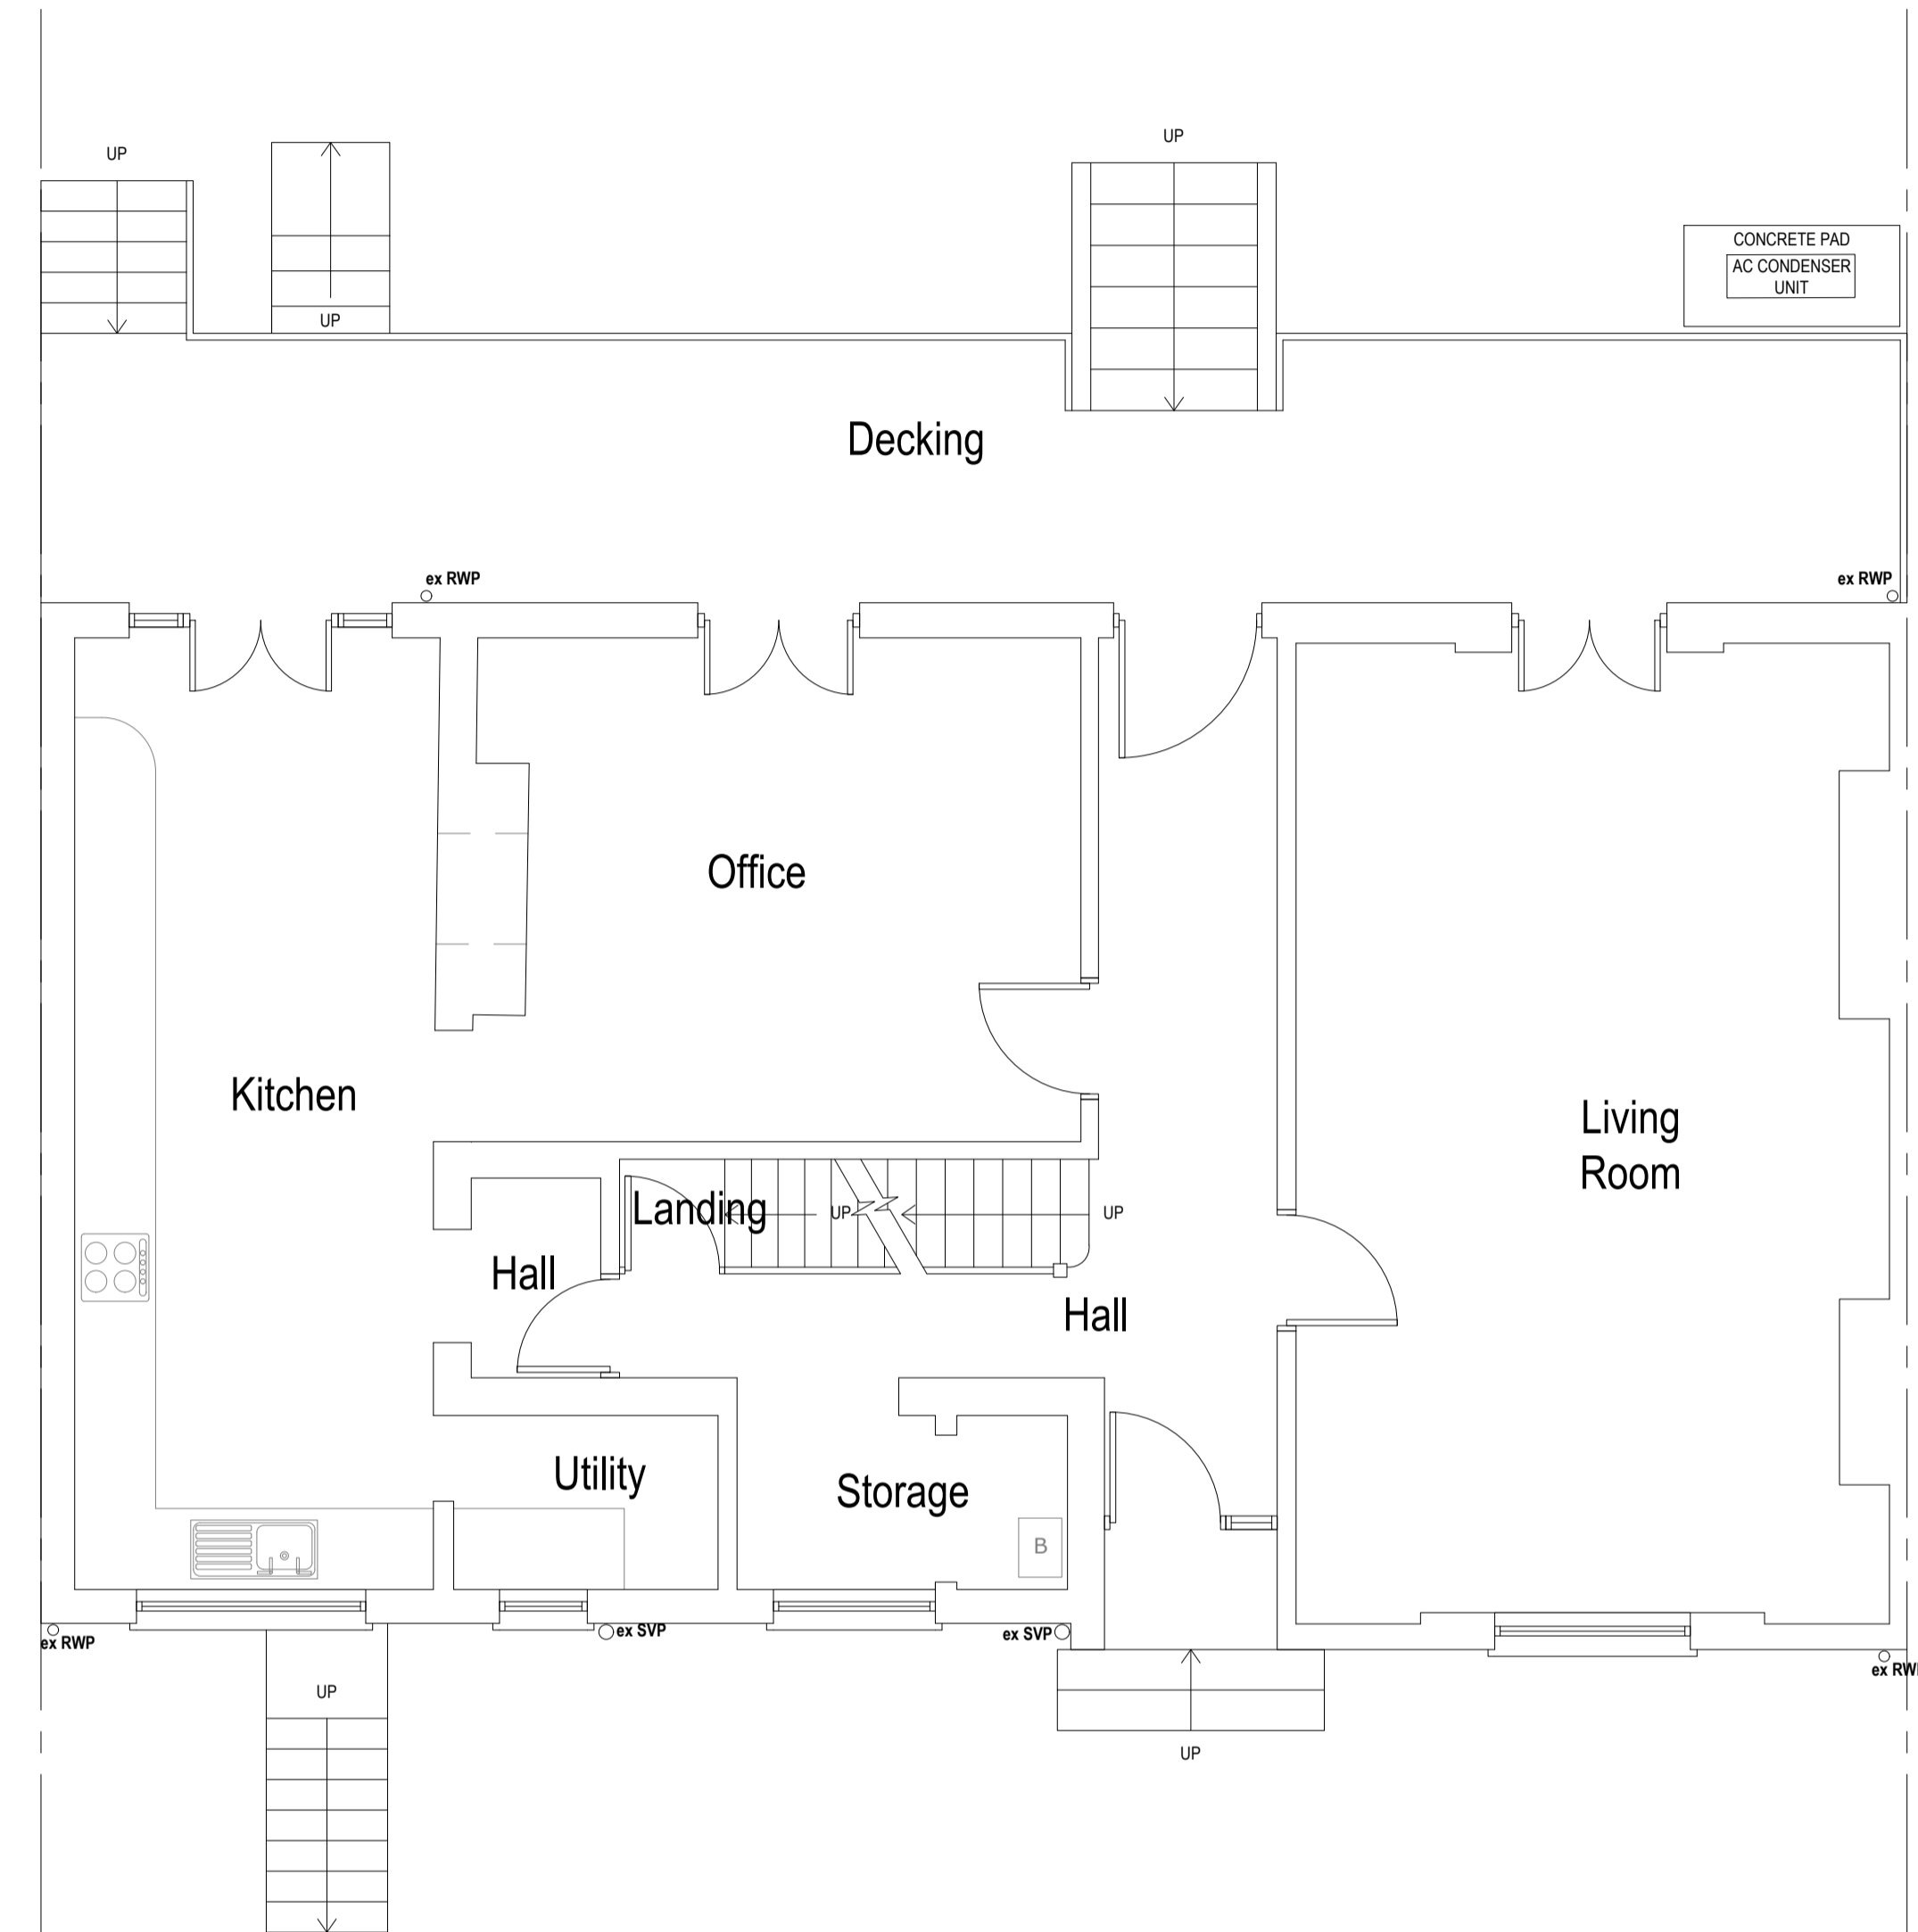 UP
UP
CONCRETE PAD
AC CONDENSER
UNIT
UP
Decking
ex RWP
ex RWP
Office
Kitchen
Living
Room
Landing
UP
UP
Hall
Hall
Utility
Storage
B
ex RWP
ex SVP
ex SVP
ex RW
UP
UP